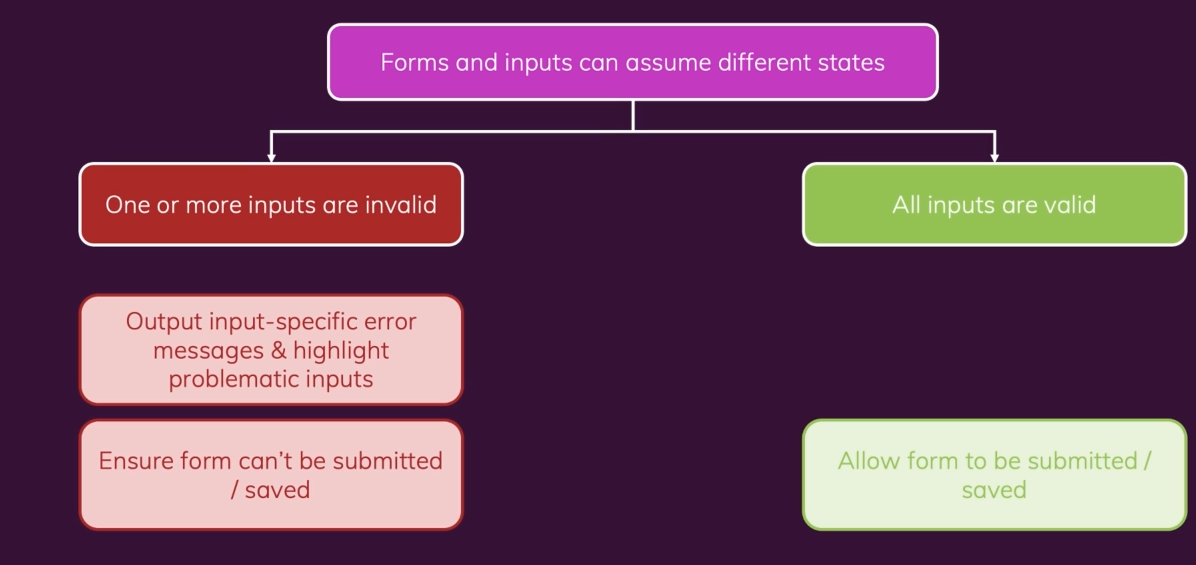 Forms and inputs can assume different states
One or more inputs are invalid
All inputs are valid
Output input-specific error
messages & highlight
problematic inputs
Ensure form can’t be submitted
/ saved
Allow form to be submitted /
saved